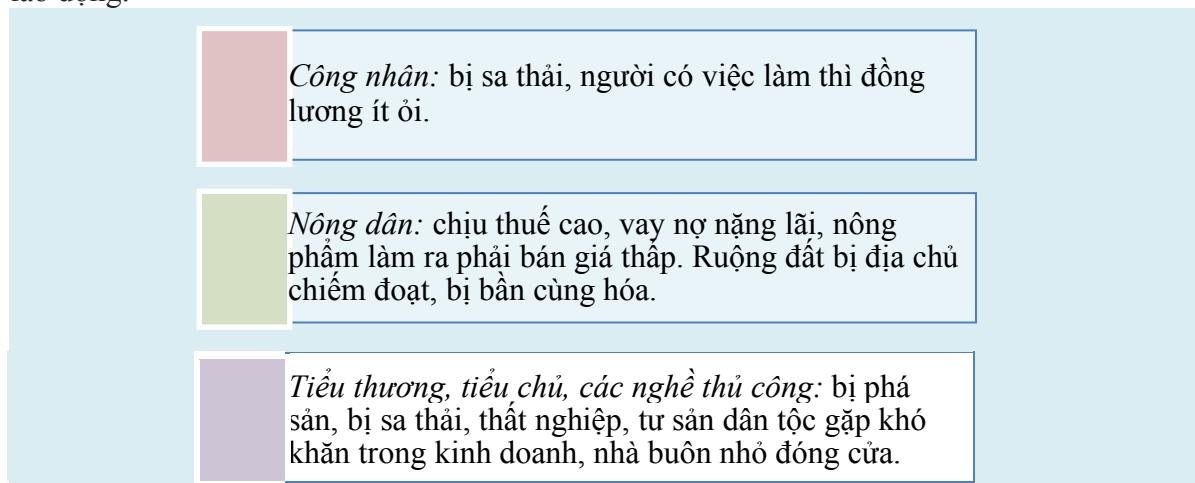 Công nhân: bị sa thải, người có việc làm thì đồng
lương ít ỏi.
Nông dân: chịu thuế cao, vay nợ nặng lãi, nông
phẩm làm ra phải bán giá thấp. Ruộng đất bị địa chủ
chiếm đoạt, bị bần cùng hóa.
Tiểu thương, tiểu chủ, các nghề thủ công: bị phá
sản, bị sa thải, thất nghiệp, tư sản dân tộc gặp khó
khăn trong kinh doanh, nhà buôn nhỏ đóng cửa.